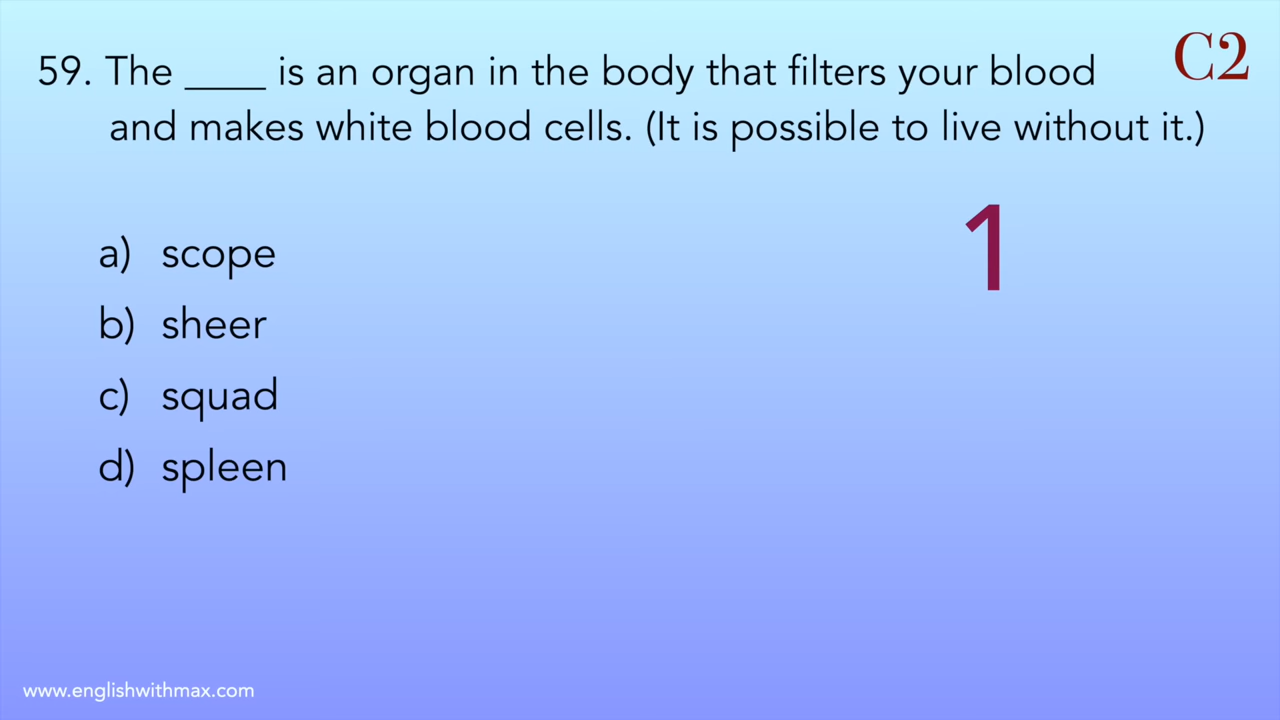 59. The ____ is an organ in the body that filters your blood
and makes white blood cells. (It is possible to live without it.)
C2
1
a) scope
b) sheer
c) squad
d) spleen
www.englishwithmax.com